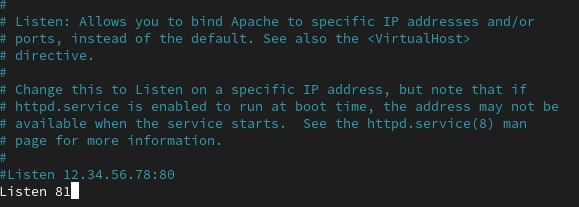 #
# Listen: Allows you to bind Apache to specific IP addresses and/or
# ports, instead of the default. See also the <VirtualHost>
# directive.
#
# Change this to Listen on a specific IP address, but note that if
# httpd.service is enabled to run at boot time, the address may not be
# available when the service starts.  See the httpd.service(8) man
# page for more information.
#
#Listen 12.34.56.78:80
Listen 81